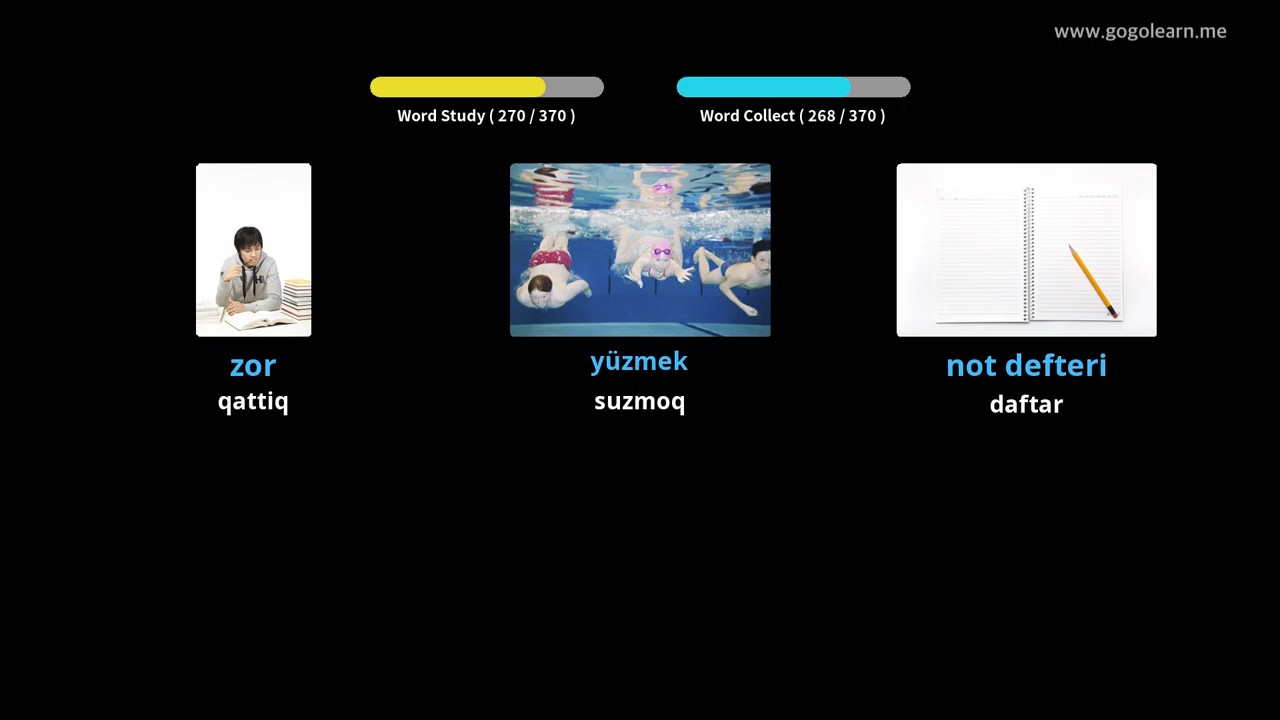 www.gogolearn.me
Word Study ( 270 / 370 )
Word Collect ( 268 / 370 )
zor
qattiq
yüzmek
suzmoq
not defteri
daftar